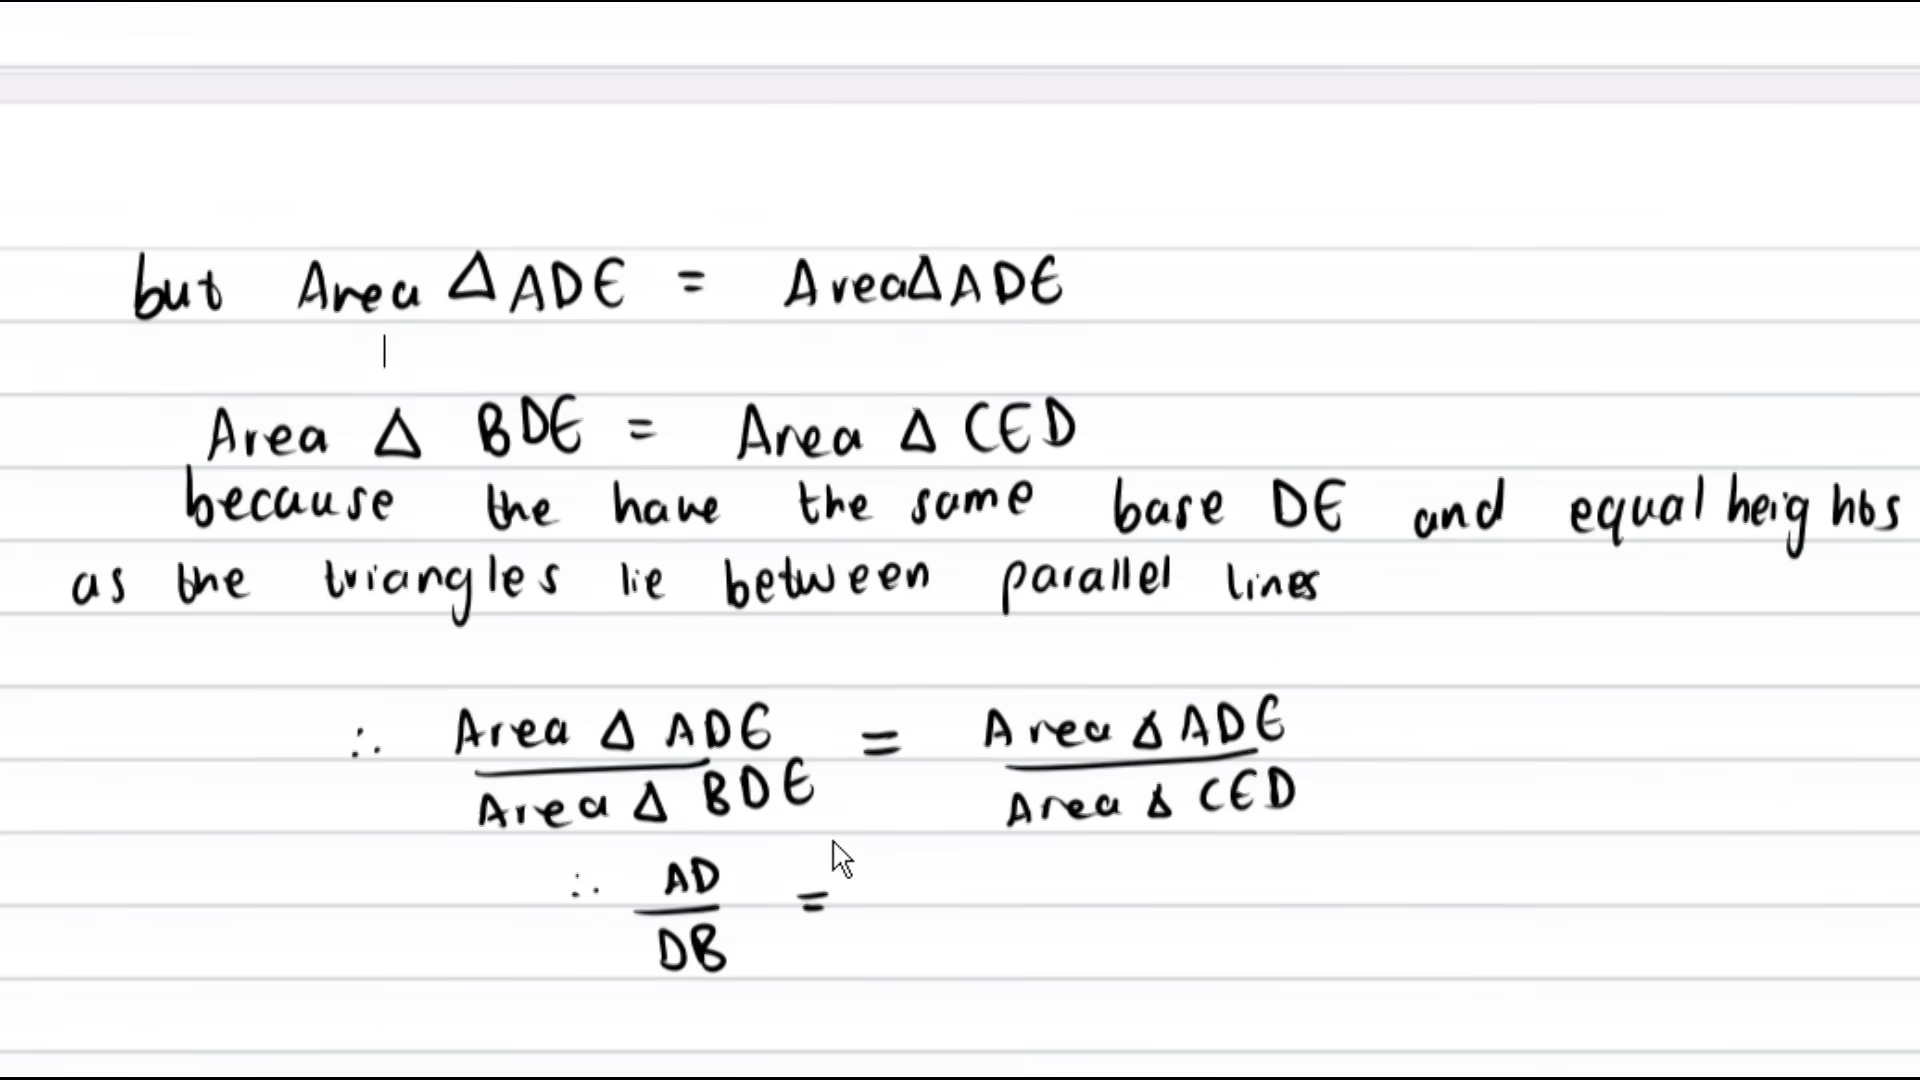 but Area Δ ADE = Area Δ ADE
Area Δ BDE = Area Δ CED
because the have the same base DE and equal heights
as the triangles lie between parallel lines
∴ Area Δ ADE / Area Δ BDE = Area Δ ADE / Area Δ CED
∴ AD / DB =